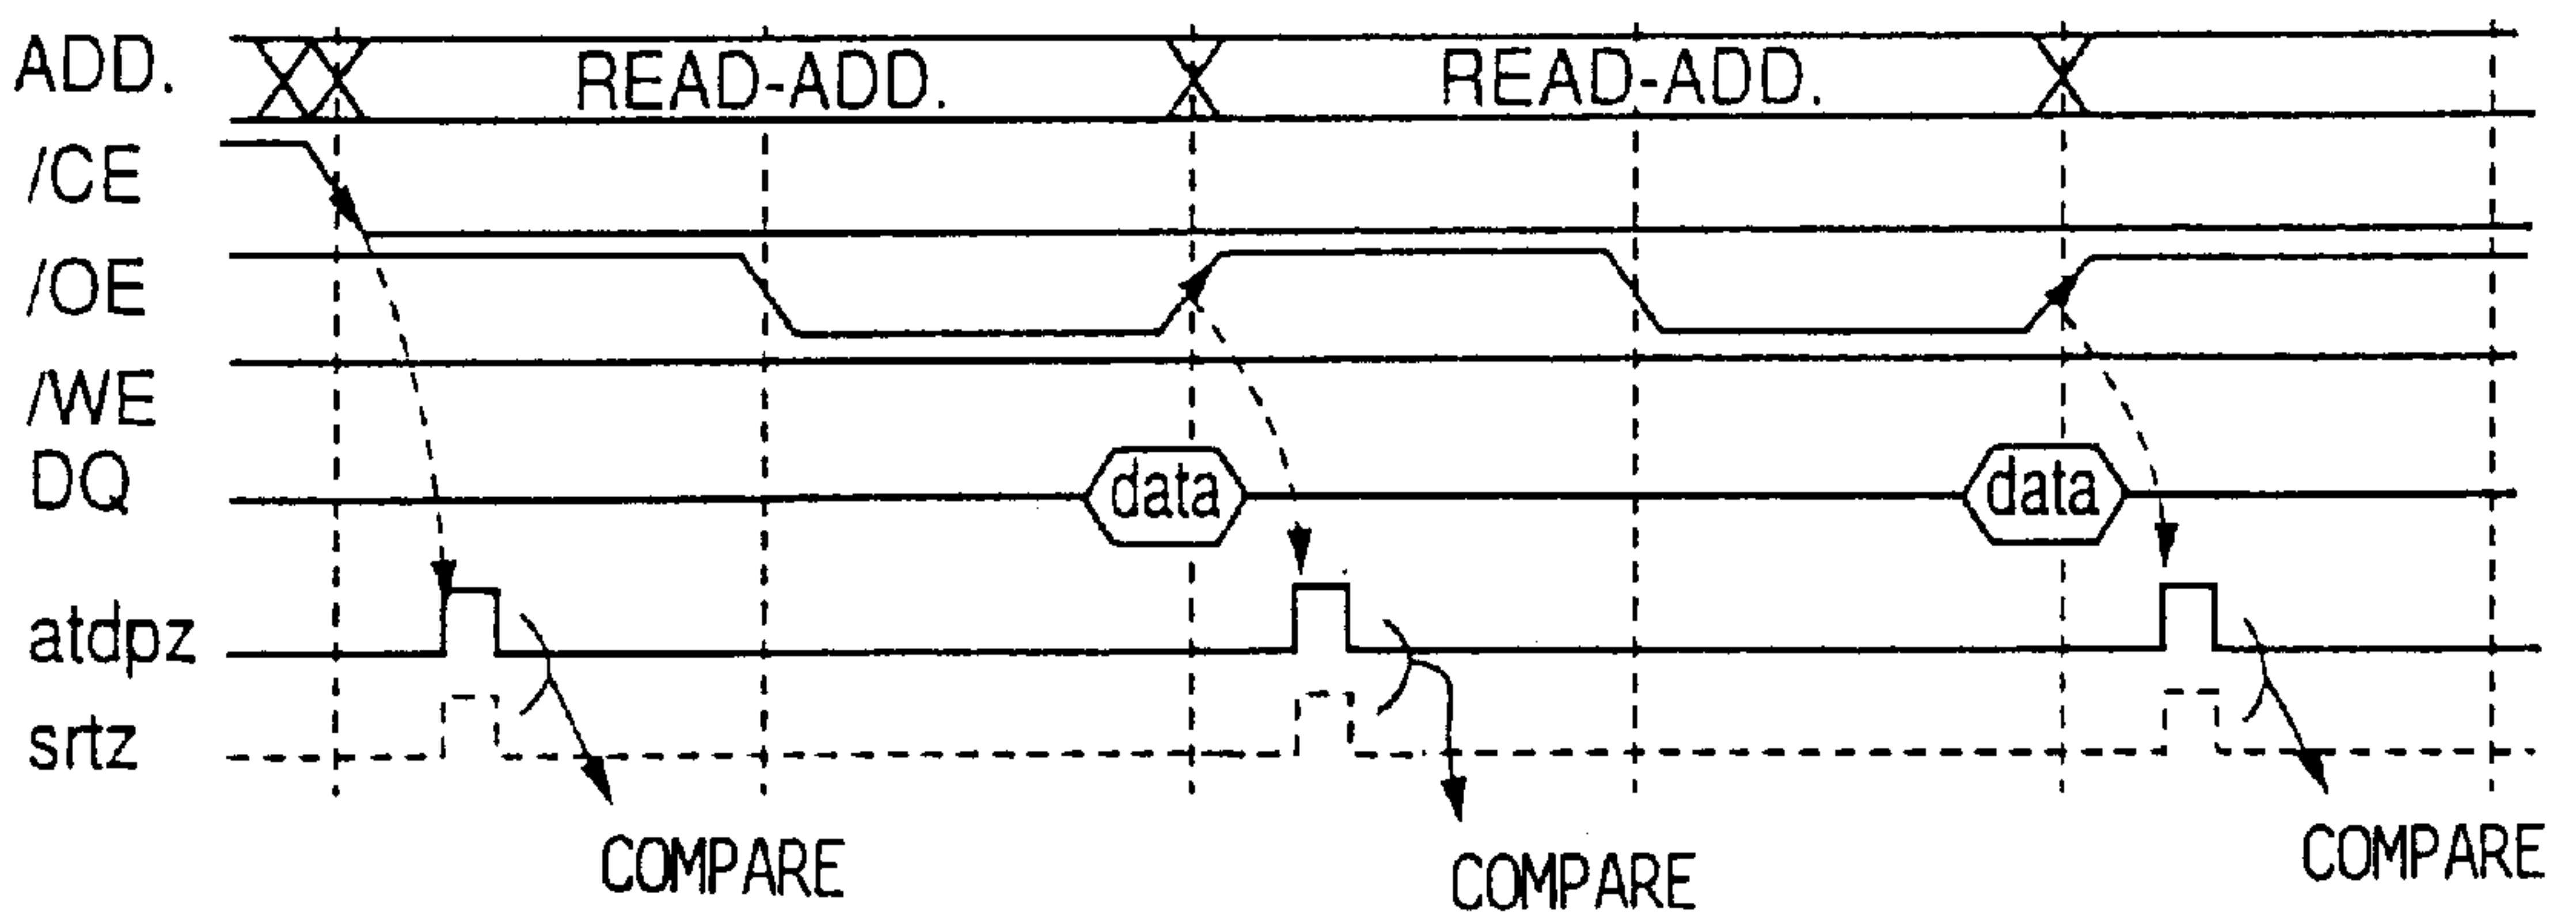 ADD. READ-ADD. READ-ADD.
/CE
/OE
/WE
DQ data data
atdpz
srtz
COMPARE COMPARE COMPARE